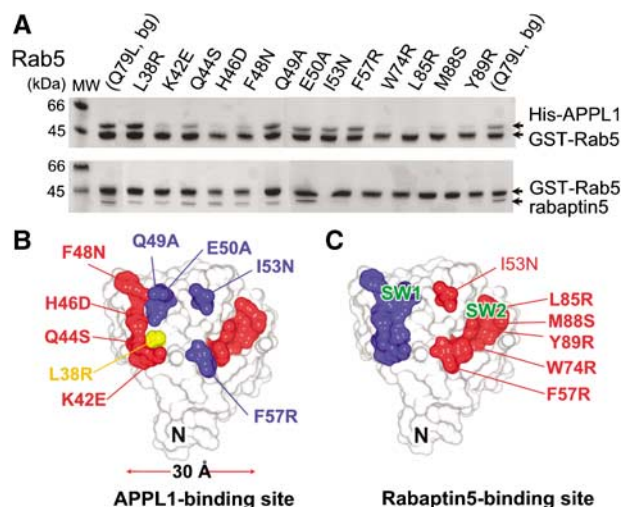 A
Rab5
(kDa)
MW
(Q79L, bg)
L38R
K42E
Q44S
H46D
F48N
Q49A
E50A
I53N
F57R
W74R
L85R
M88S
Y89R
(Q79L, bg)
66
45
His-APPL1
GST-Rab5
66
45
GST-Rab5
rabaptin5
B
F48N
Q49A
E50A
I53N
H46D
Q44S
L38R
K42E
F57R
N
30 Å
APPL1-binding site
C
I53N
SW1
SW2
L85R
M88S
Y89R
W74R
F57R
N
Rabaptin5-binding site